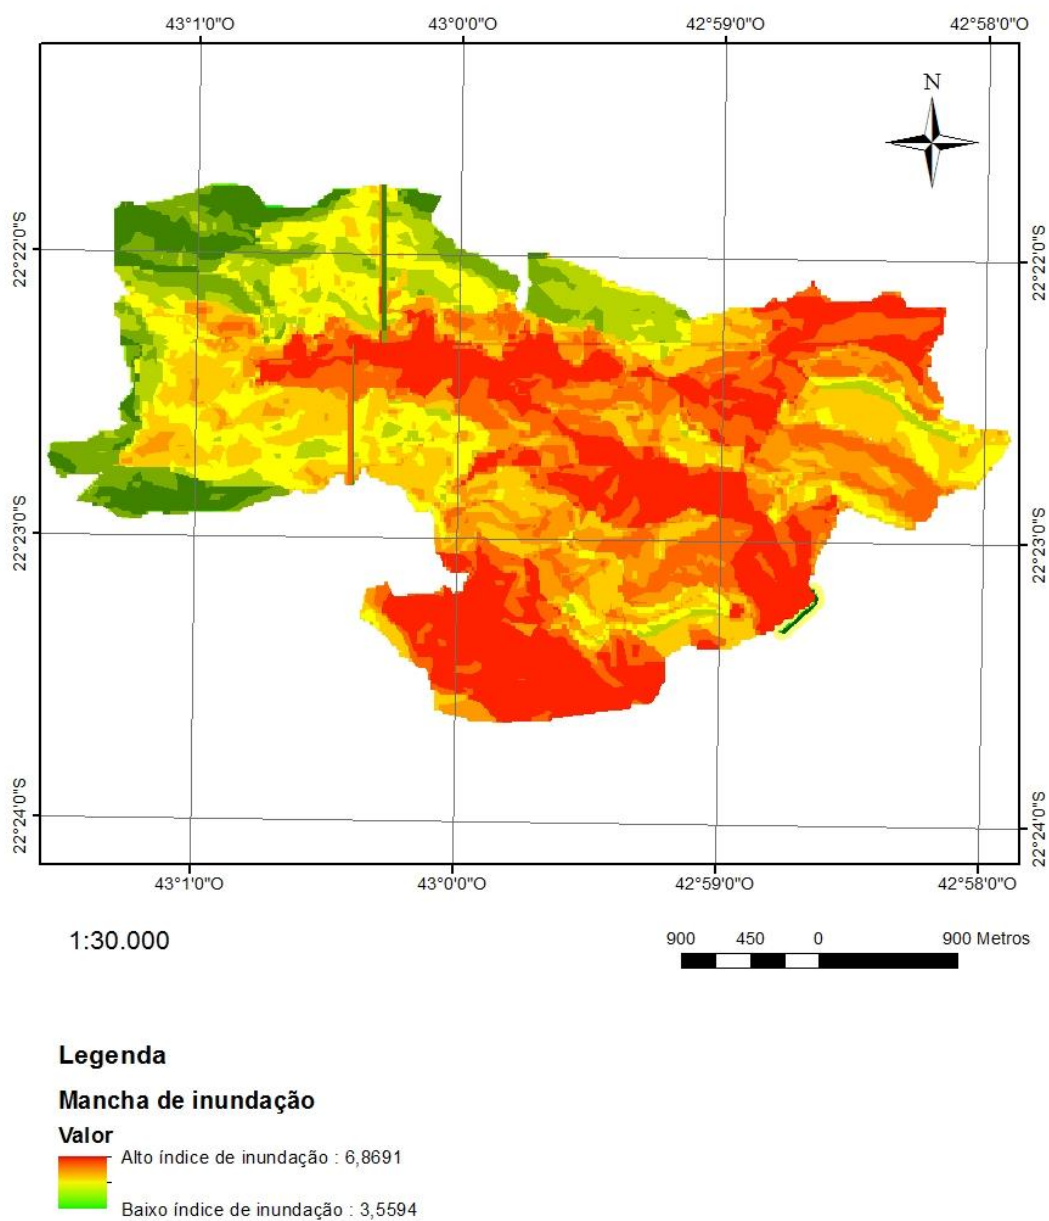 43°1'0"O 43°0'0"O 42°59'0"O 42°58'0"O
N
22°22'0"S 22°22'0"S
22°23'0"S 22°23'0"S
22°24'0"S 22°24'0"S
43°1'0"O 43°0'0"O 42°59'0"O 42°58'0"O
1:30.000
900 450 0 900 Metros
Legenda
Mancha de inundação
Valor
Alto índice de inundação : 6,8691
Baixo índice de inundação : 3,5594